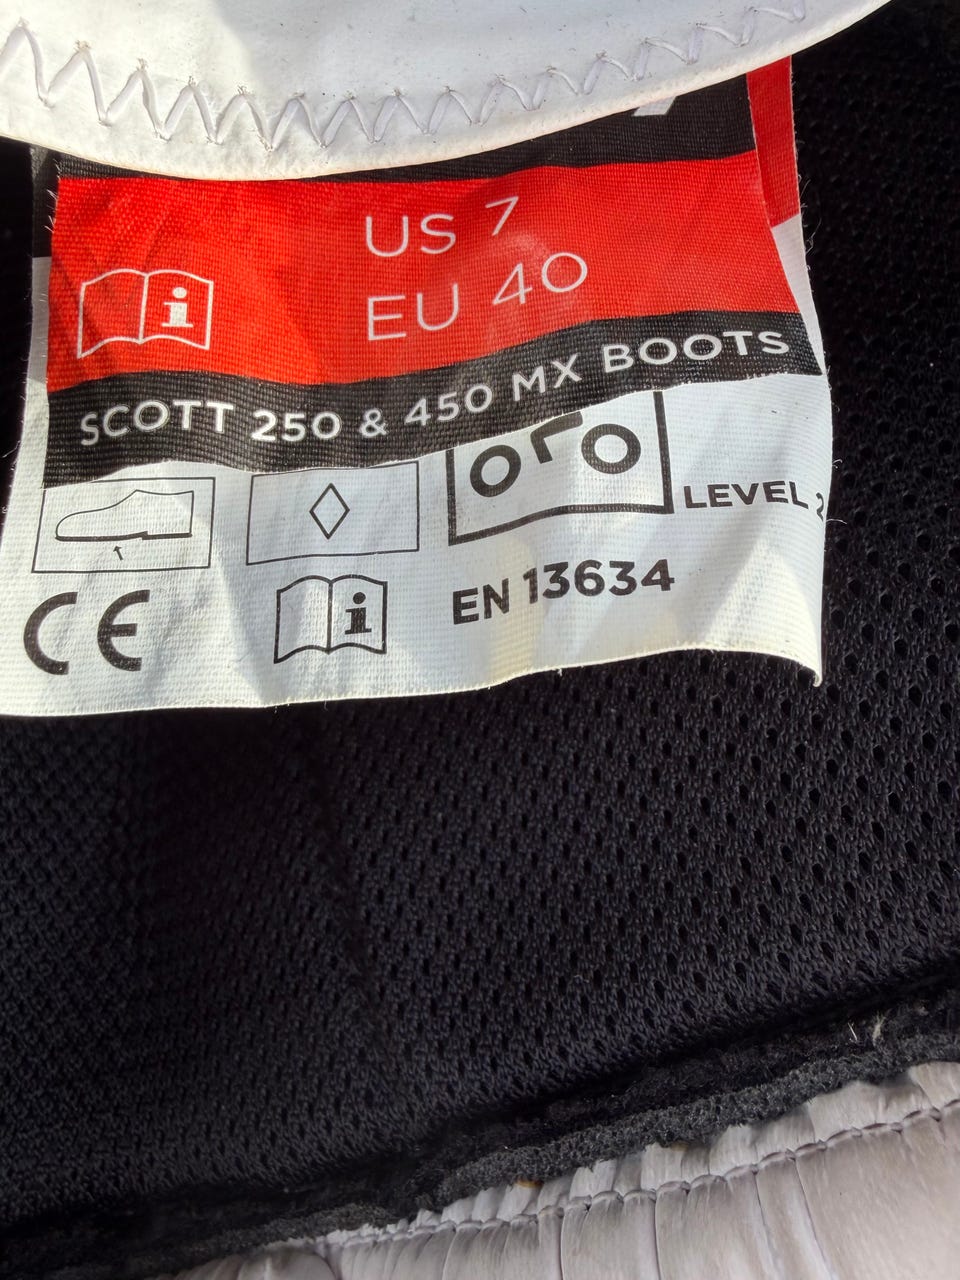 US 7
EU 40
SCOTT 250 & 450 MX BOOTS
LEVEL 2
CE
EN 13634